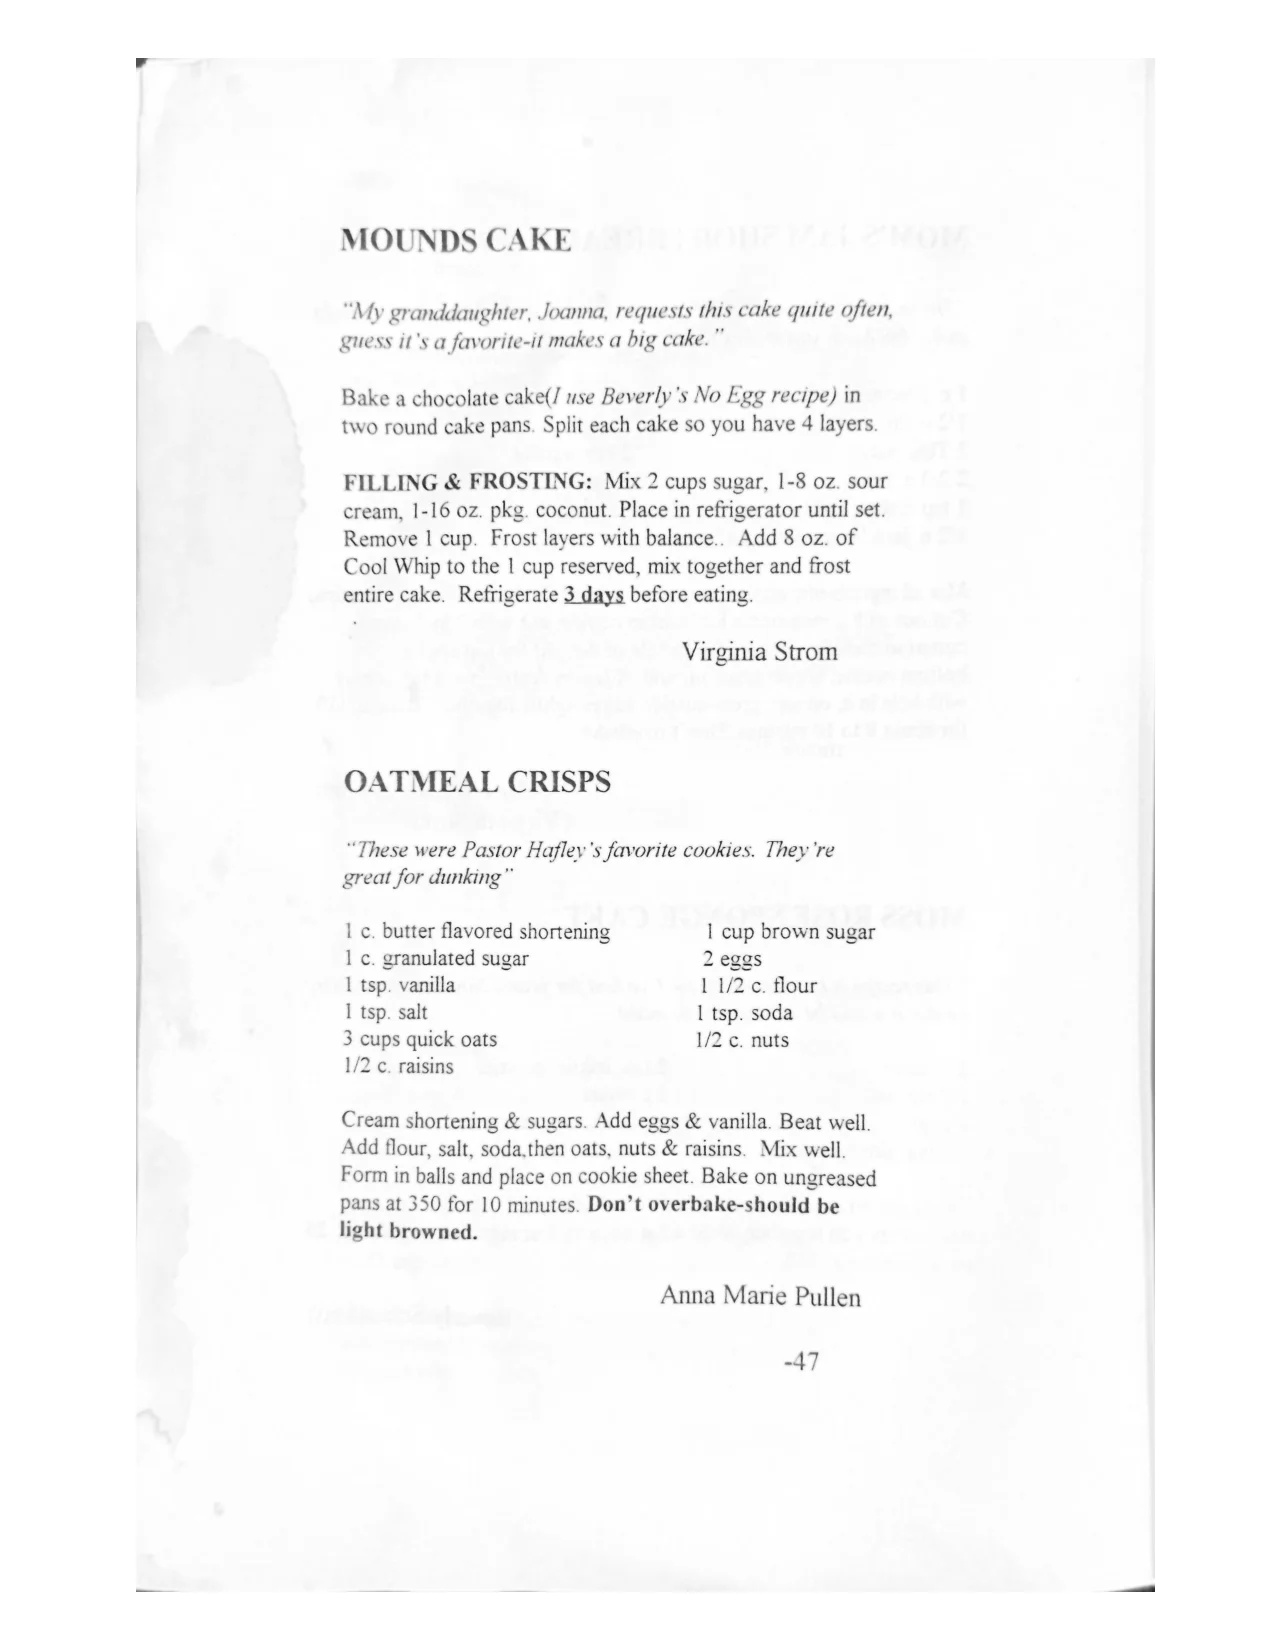 MOUNDS CAKE
"My granddaughter, Joanna, requests this cake quite often,
guess it's a favorite-it makes a big cake."
Bake a chocolate cake(I use Beverly's No Egg recipe) in
two round cake pans. Split each cake so you have 4 layers.
FILLING & FROSTING: Mix 2 cups sugar, 1-8 oz. sour
cream, 1-16 oz. pkg. coconut. Place in refrigerator until set.
Remove 1 cup. Frost layers with balance.. Add 8 oz. of
Cool Whip to the 1 cup reserved, mix together and frost
entire cake. Refrigerate 3 days before eating.
Virginia Strom
OATMEAL CRISPS
"These were Pastor Hafley's favorite cookies. They're
great for dunking"
1 c. butter flavored shortening 1 cup brown sugar
1 c. granulated sugar 2 eggs
1 tsp. vanilla 1 1/2 c. flour
1 tsp. salt 1 tsp. soda
3 cups quick oats 1/2 c. nuts
1/2 c. raisins
Cream shortening & sugars. Add eggs & vanilla. Beat well.
Add flour, salt, soda,then oats, nuts & raisins. Mix well.
Form in balls and place on cookie sheet. Bake on ungreased
pans at 350 for 10 minutes. Don't overbake-should be
light browned.
Anna Marie Pullen
-47